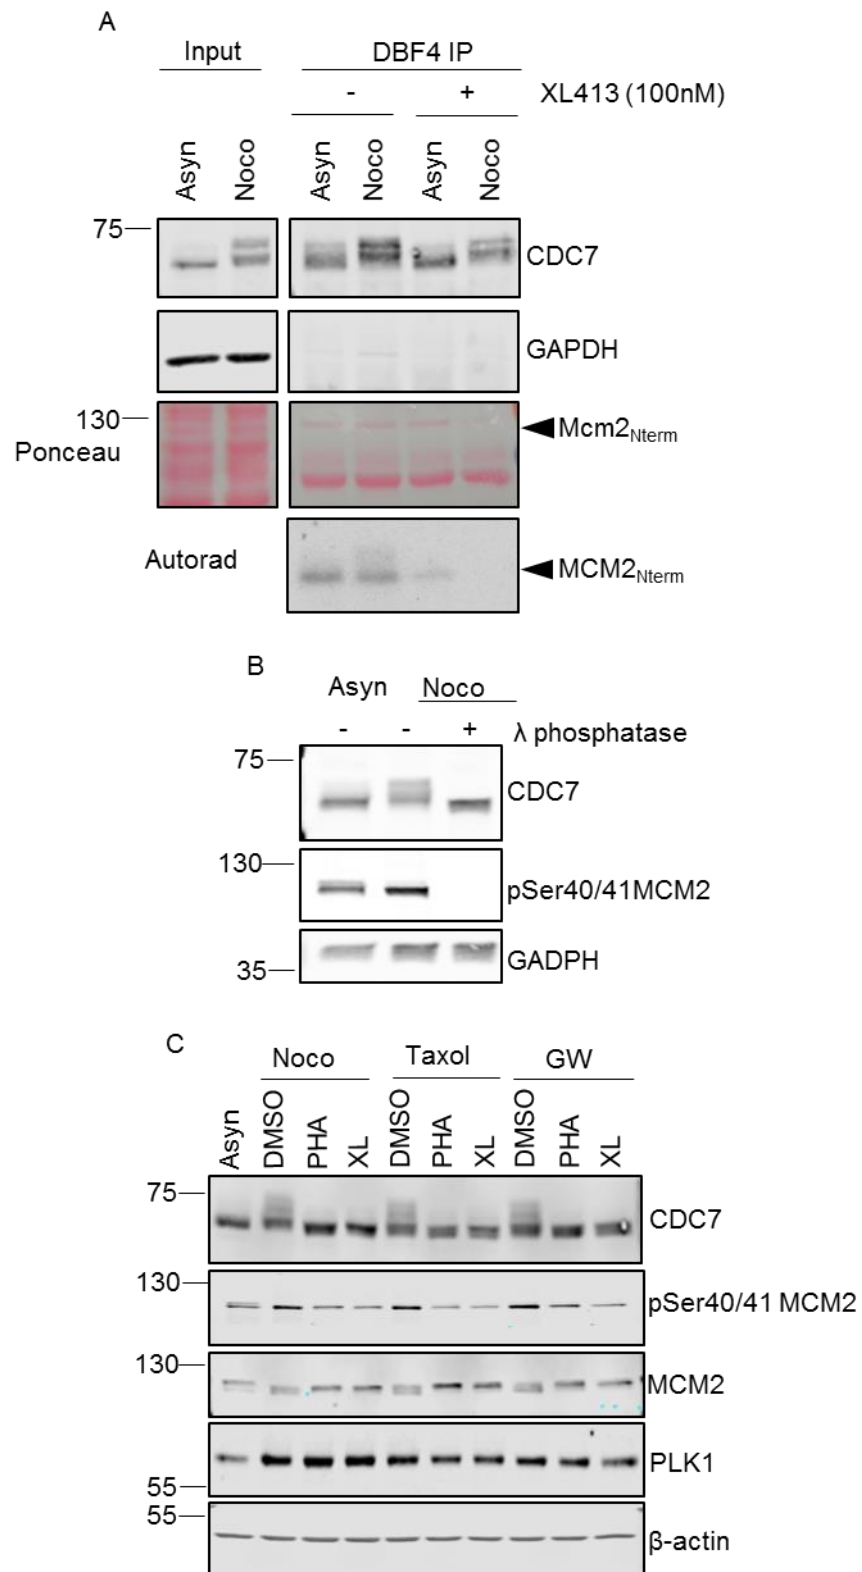 A
Input
DBF4 IP
- +
XL413 (100nM)
Asyn Noco Asyn Noco Asyn Noco
75
CDC7
GAPDH
130
Ponceau
Mcm2Nterm
Autorad
MCM2Nterm
B
Asyn Noco
- - + λ phosphatase
75
CDC7
130
pSer40/41MCM2
GADPH
35
C
Noco Taxol GW
Asyn DMSO PHA XL DMSO PHA XL DMSO PHA XL
75
CDC7
130
pSer40/41 MCM2
130
MCM2
PLK1
55
55
β-actin